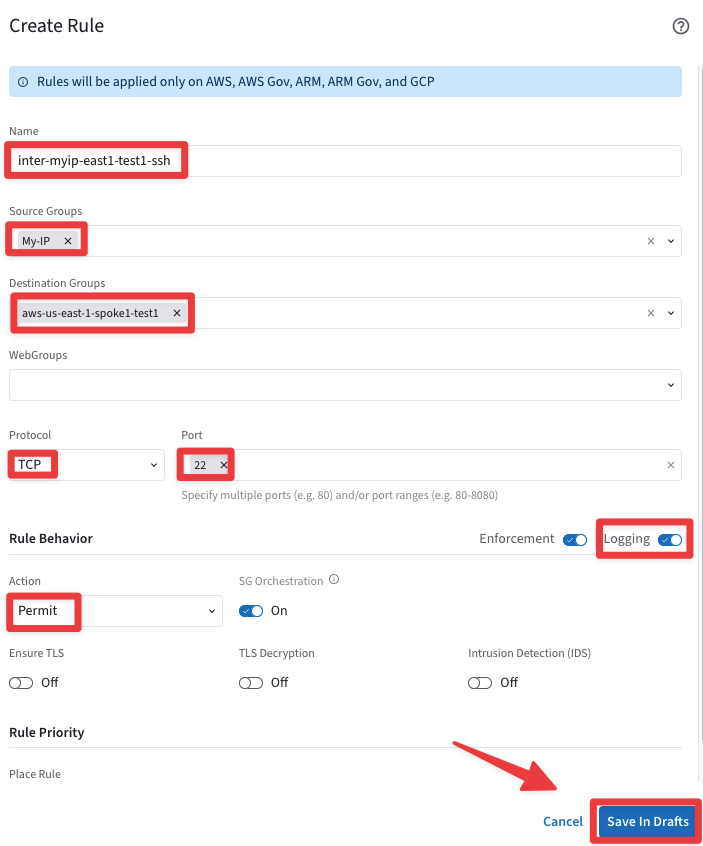 Create Rule
Rules will be applied only on AWS, AWS Gov, ARM, ARM Gov, and GCP
Name
inter-myip-east1-test1-ssh
Source Groups
My-IP
Destination Groups
aws-us-east-1-spoke1-test1
WebGroups
Protocol Port
TCP 22
Specify multiple ports (e.g. 80) and/or port ranges (e.g. 80-8080)
Rule Behavior Enforcement Logging
Action SG Orchestration
Permit On
Ensure TLS TLS Decryption Intrusion Detection (IDS)
Off Off Off
Rule Priority
Place Rule
Cancel Save In Drafts